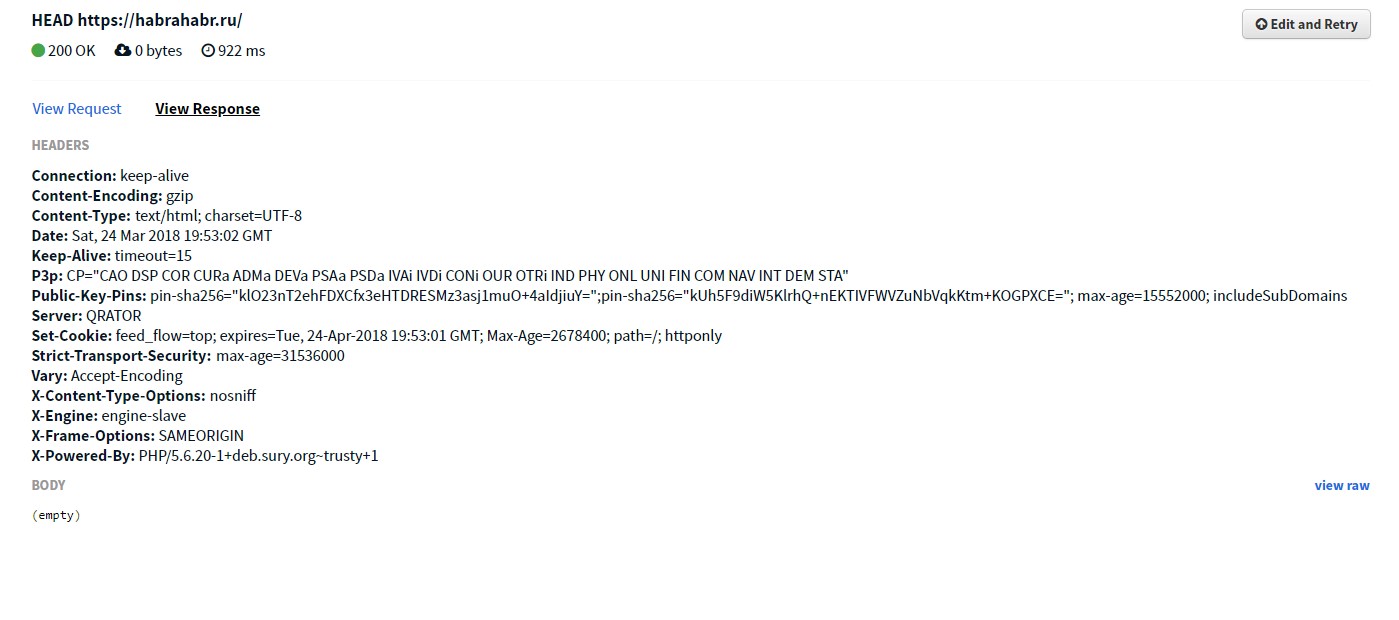 HEAD https://habrahabr.ru/
Edit and Retry
200 OK 0 bytes 922 ms
View Request View Response
HEADERS
Connection: keep-alive
Content-Encoding: gzip
Content-Type: text/html; charset=UTF-8
Date: Sat, 24 Mar 2018 19:53:02 GMT
Keep-Alive: timeout=15
P3p: CP="CAO DSP COR CURa ADMa DEVa PSAa PSDa IVAi IVDi CONi OUR OTRi IND PHY ONL UNI FIN COM NAV INT DEM STA"
Public-Key-Pins: pin-sha256="klO23nT2ehFDXCfx3eHTDRESMz3asj1muO+4aIdjiuY=";pin-sha256="kUh5F9diW5KlrhQ+nEKTIVFWVZuNbVqkKtm+KOGPXCE="; max-age=15552000; includeSubDomains
Server: QRATOR
Set-Cookie: feed_flow=top; expires=Tue, 24-Apr-2018 19:53:01 GMT; Max-Age=2678400; path=/; httponly
Strict-Transport-Security: max-age=31536000
Vary: Accept-Encoding
X-Content-Type-Options: nosniff
X-Engine: engine-slave
X-Frame-Options: SAMEORIGIN
X-Powered-By: PHP/5.6.20-1+deb.sury.org~trusty+1
BODY
view raw
(empty)